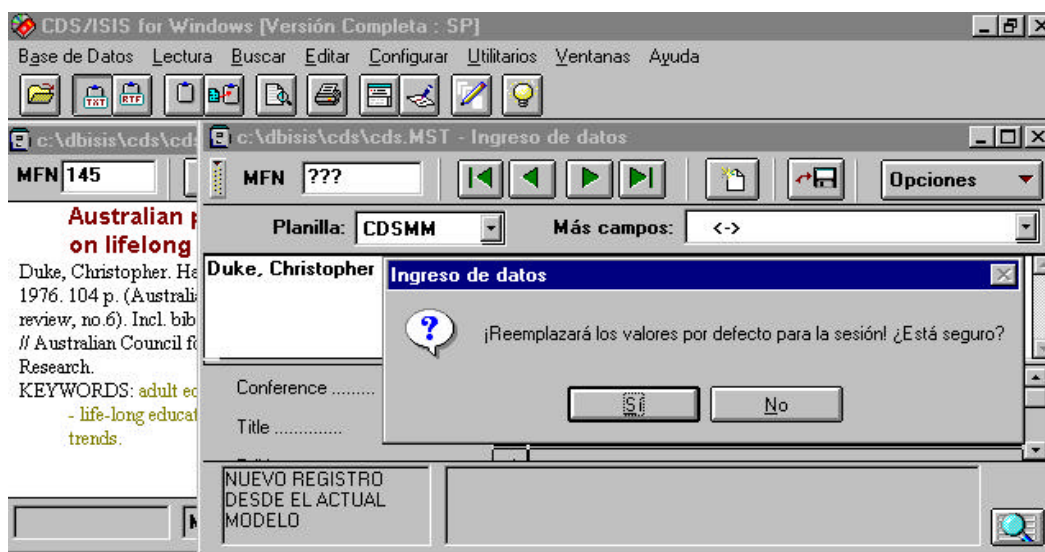 CDS/ISIS for Windows [Versión Completa : SP]
Base de Datos Lectura Buscar Editar Configurar Utilitarios Ventanas Ayuda
TXT RTF
c:\dbisis\cds\cds
c:\dbisis\cds\cds.MST - Ingreso de datos
MFN 145
MFN ???
Opciones
Planilla: CDSMM Más campos: <->
Australian
on lifelong
Duke, Christopher. Ha
1976. 104 p. (Australi
review, no.6). Incl. bib
// Australian Council f
Research.
KEYWORDS: adult ed
- life-long educat
trends.
Duke, Christopher
Ingreso de datos
¡Reemplazará los valores por defecto para la sesión! ¿Está seguro?
Sí No
Conference .........
Title ..............
NUEVO REGISTRO
DESDE EL ACTUAL
MODELO